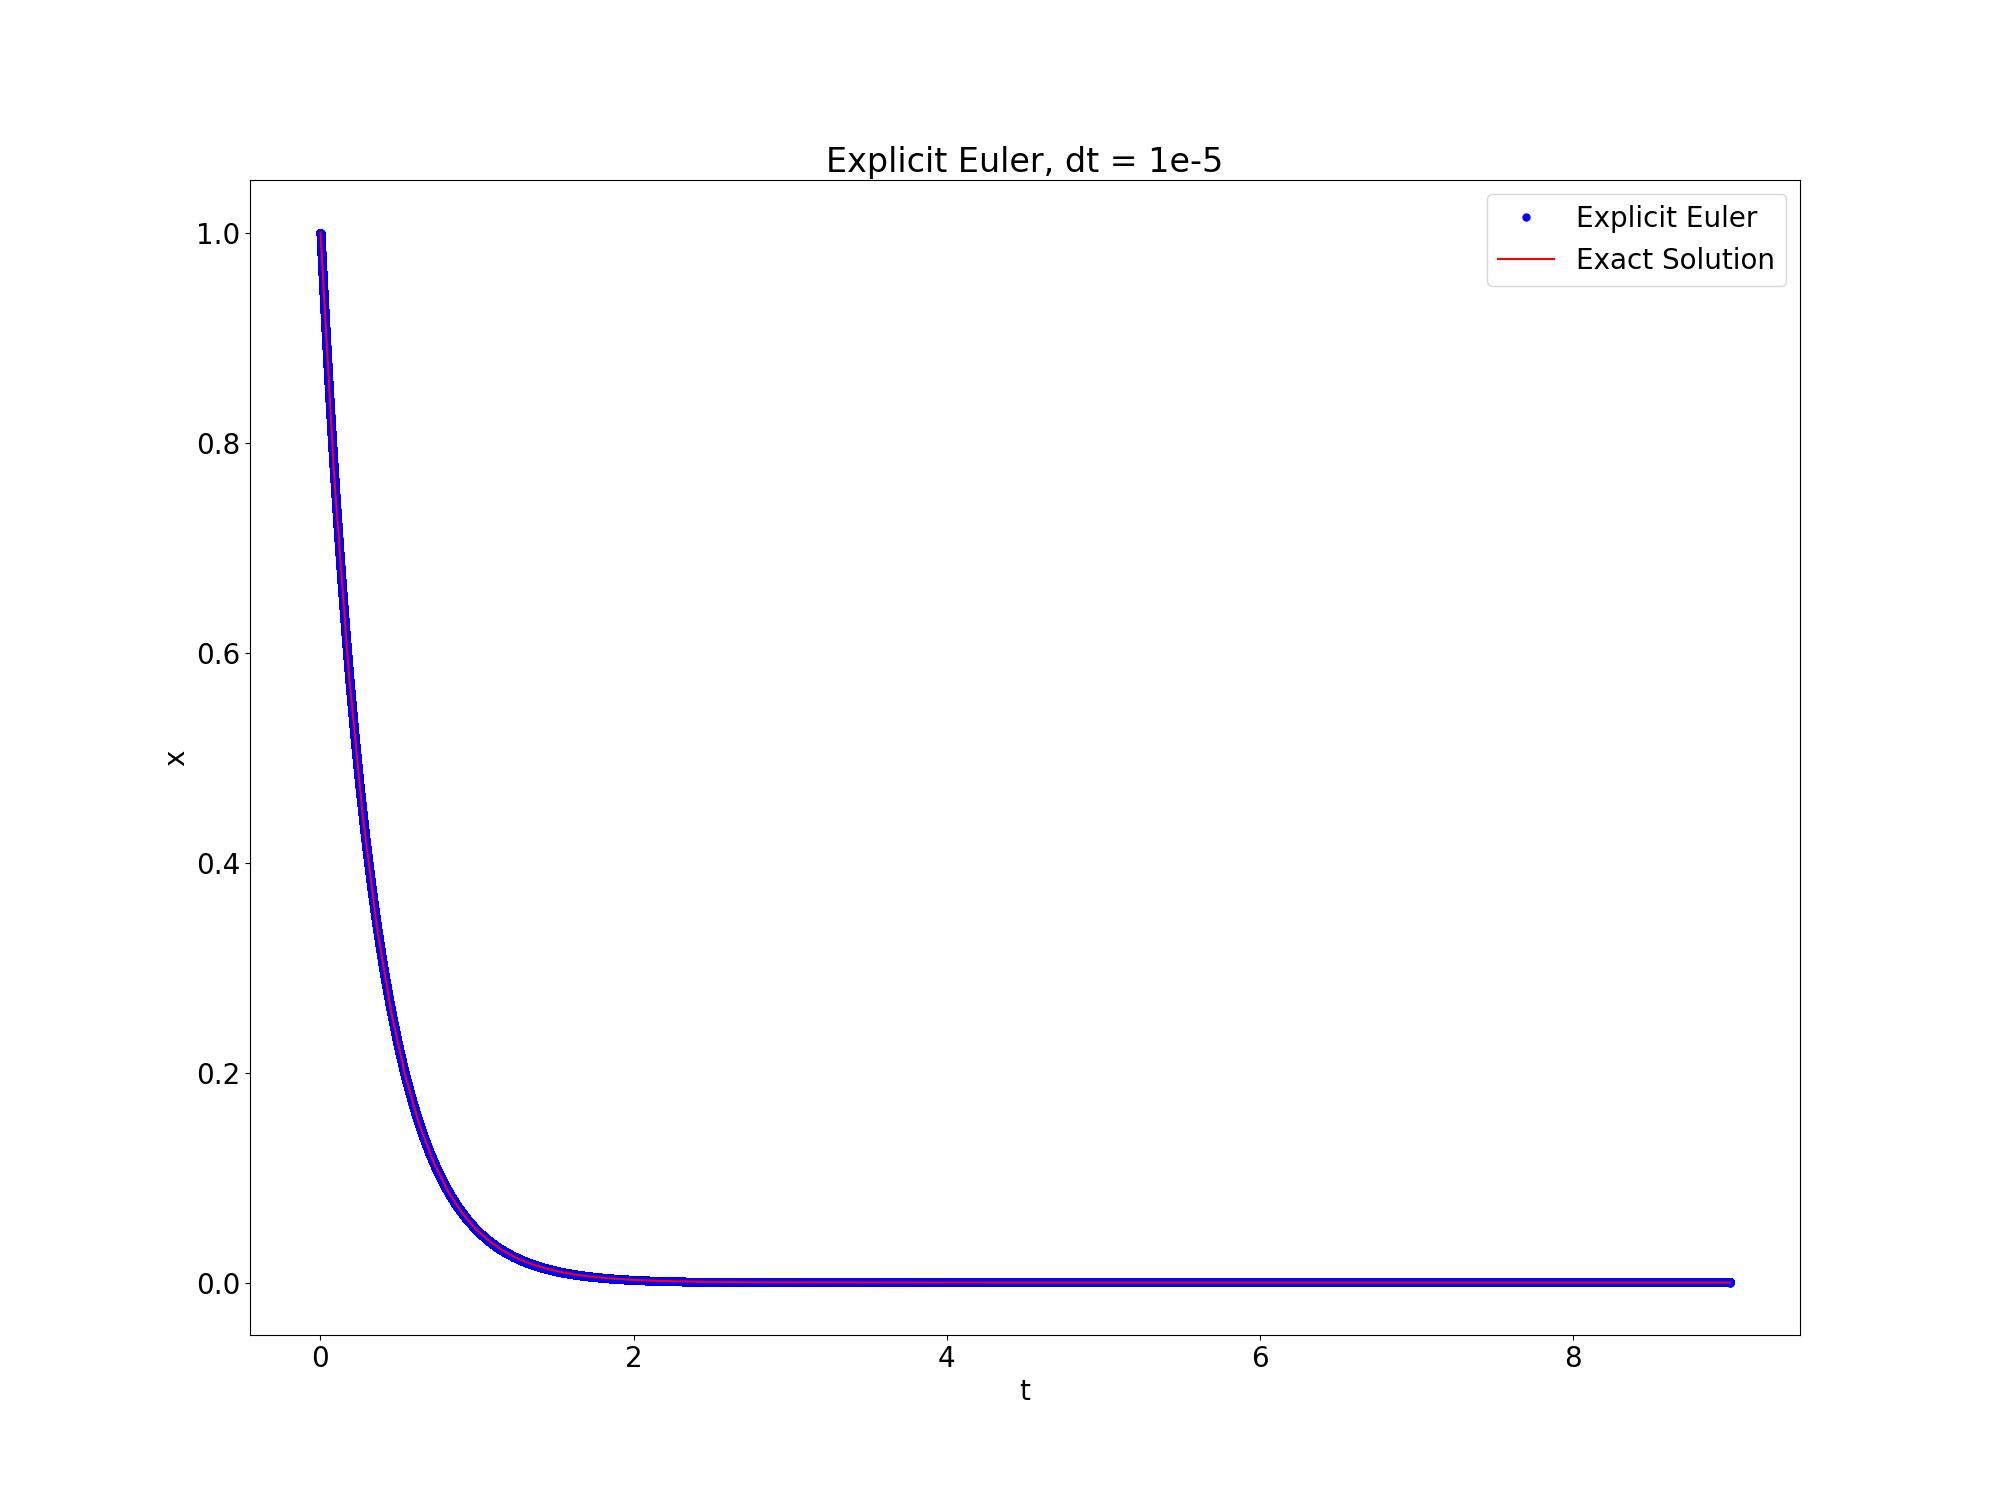 Explicit Euler, dt = 1e-5
Explicit Euler
Exact Solution
1.0
0.8
0.6
0.4
0.2
0.0
x
0 2 4 6 8
t